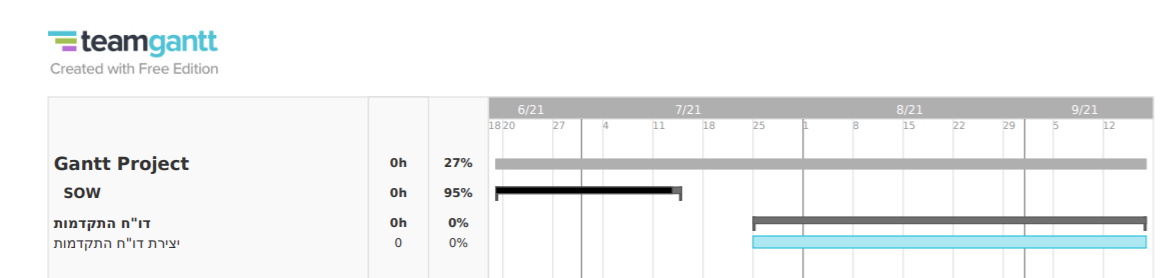 teamgantt
Created with Free Edition
6/21 7/21 8/21 9/21
18 20 27 4 11 18 25 1 8 15 22 29 5 12
Gantt Project 0h 27%
SOW 0h 95%
דו"ח התקדמות 0h 0%
יצירת דו"ח התקדמות 0 0%